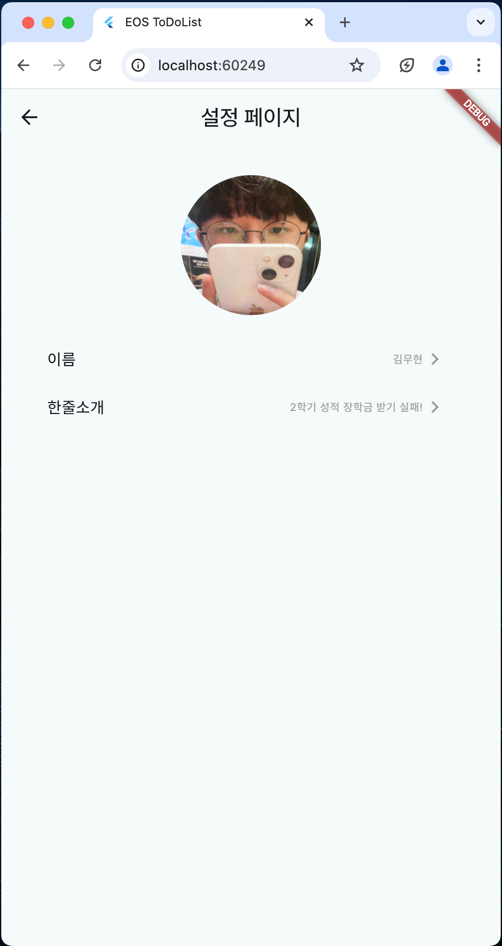 EOS ToDoList
localhost:60249
DEBUG
설정 페이지
이름
김무현
한줄소개
2학기 성적 장학금 받기 실패!